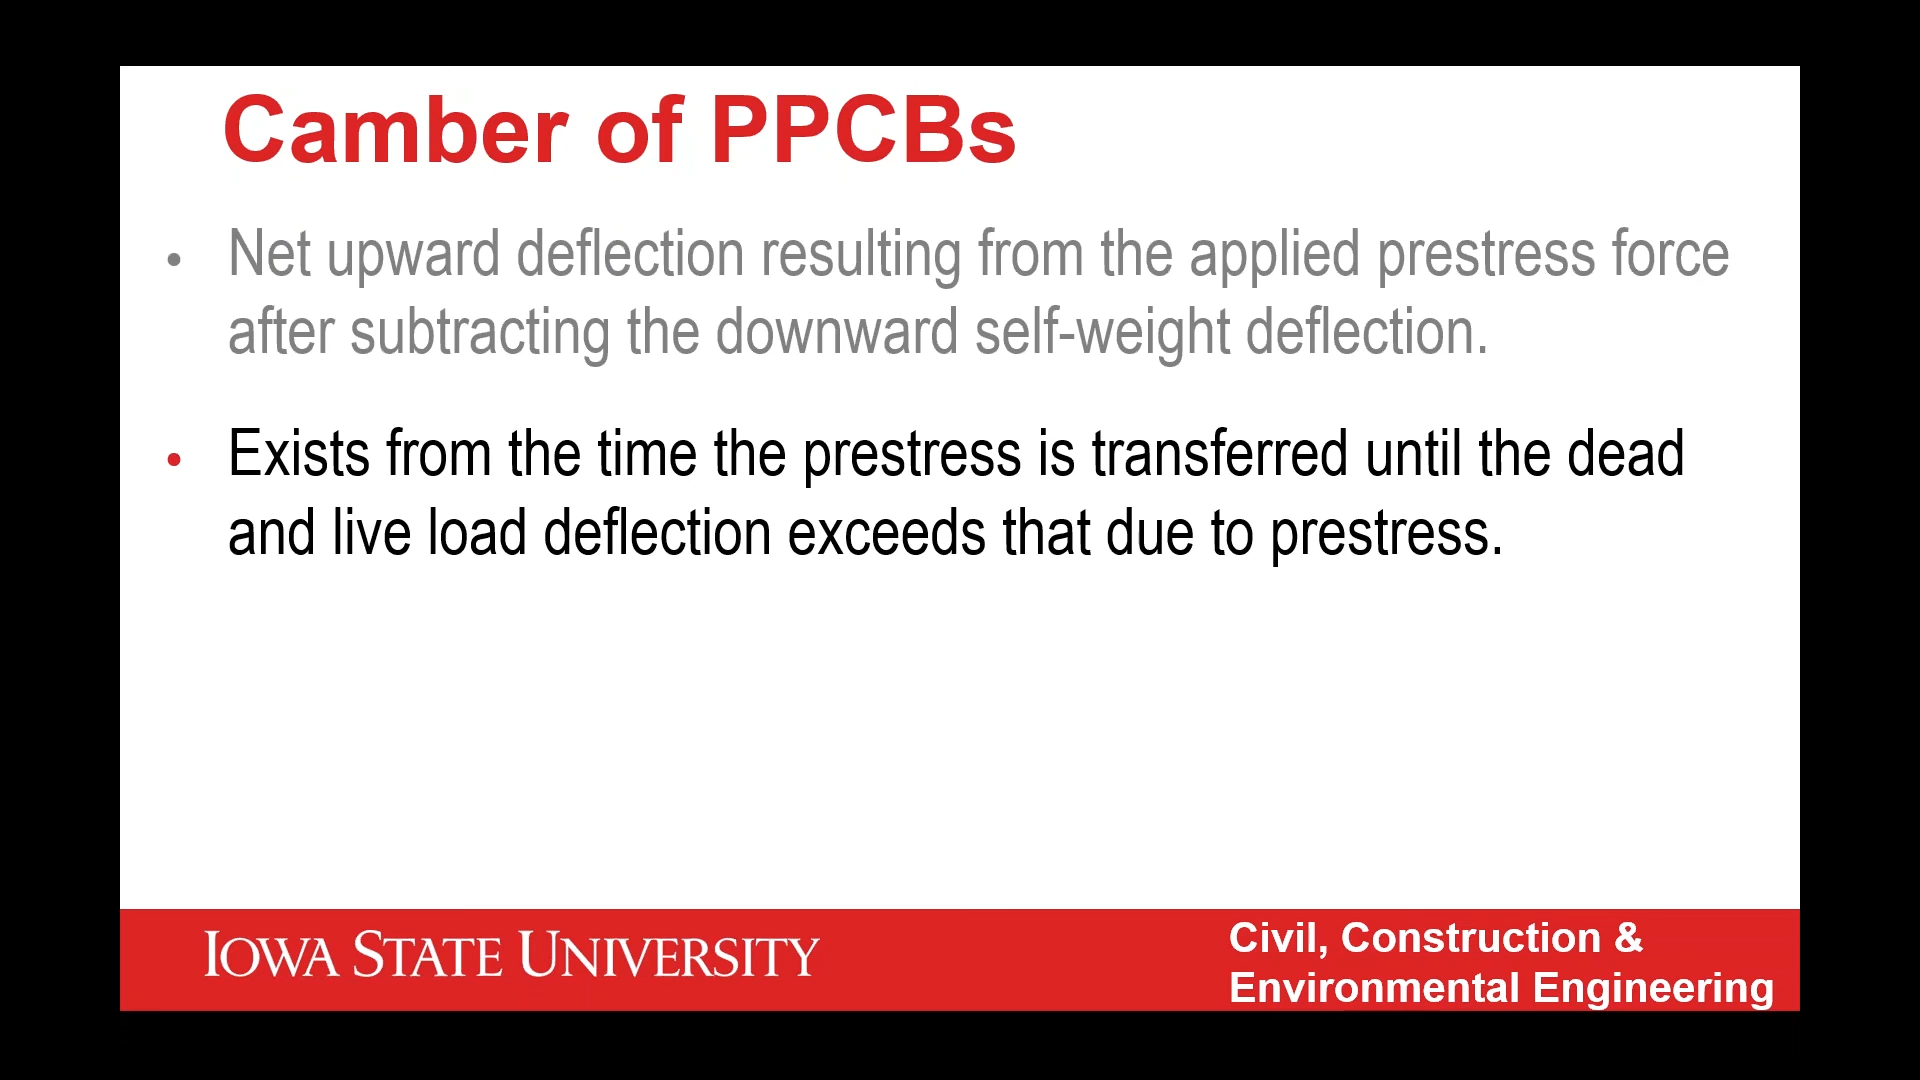 Camber of PPCBs
• Net upward deflection resulting from the applied prestress force
after subtracting the downward self-weight deflection.
• Exists from the time the prestress is transferred until the dead
and live load deflection exceeds that due to prestress.
IOWA STATE UNIVERSITY
Civil, Construction &
Environmental Engineering